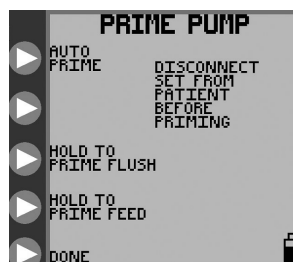 PRIME PUMP
AUTO
PRIME
DISCONNECT
SET FROM
PATIENT
BEFORE
PRIMING
HOLD TO
PRIME FLUSH
HOLD TO
PRIME FEED
DONE